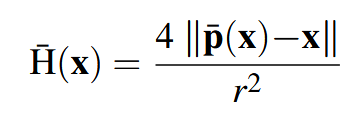 H̄(x) = 4 ‖p̄(x)−x‖ / r²